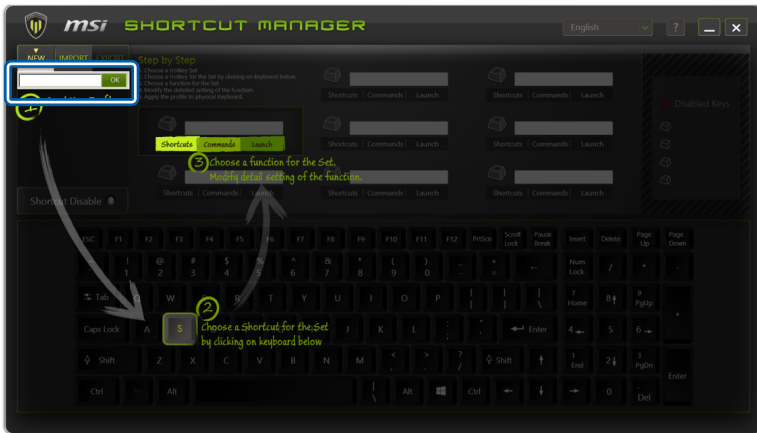 msi SHORTCUT MANAGER
English
?
NEW IMPORT EXPORT
OK
Step by Step
1. Choose a Hotkey Set
2. Choose a Hotkey for the Set by clicking on keyboard below.
3. Choose a function for the Set
4. Modify the detailed setting of the function.
5. Apply the profile to physical Keyboard.
Shortcuts | Commands | Launch
Shortcuts | Commands | Launch
Disabled Keys
1
Shortcuts Commands Launch
Shortcuts | Commands | Launch
Shortcuts | Commands | Launch
3 Choose a function for the Set.
Modify detail setting of the function.
Shortcuts | Commands | Launch
Shortcuts | Commands | Launch
Shortcuts | Commands | Launch
Shortcut Disable
ESC F1 F2 F3 F4 F5 F6 F7 F8 F9 F10 F11 F12 PrtScn Scroll Lock Pause Break Insert Delete Page Up Page Down
! 1 @ 2 # 3 $ 4 % 5 ^ 6 & 7 * 8 ( 9 ) 0 _ - + = ← Num Lock / * -
Tab Q W R T Y U I O P { [ } ] | \ 7 Home 8 9 PgUp +
2
Caps Lock A S J K L : ; Enter 4 5 6
Choose a Shortcut for the Set
by clicking on keyboard below
Shift Z X C V B N M < , > . ? / Shift 1 End 2 3 PgDn Enter
Ctrl Alt | \ Alt Ctrl 0 . Del